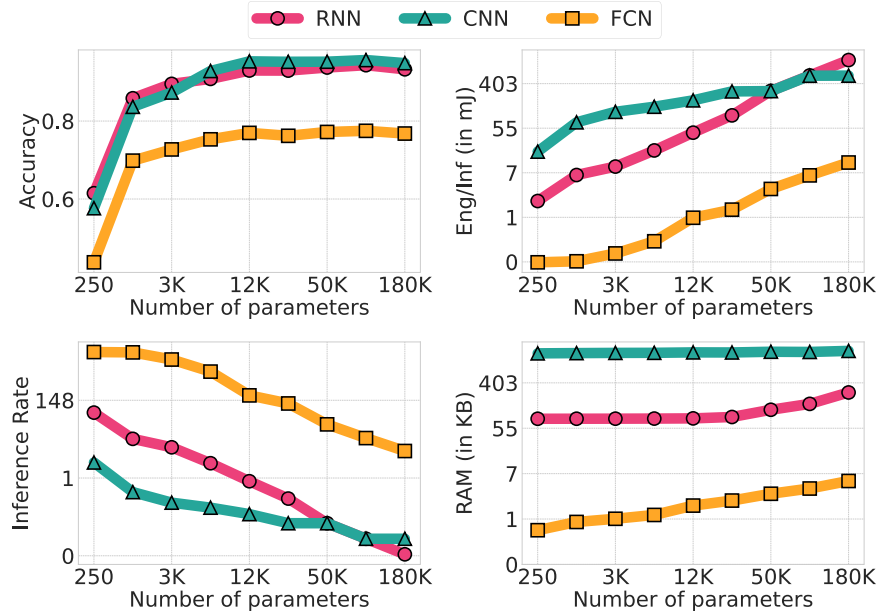 RNN CNN FCN
Accuracy
0.8
0.6
250 3K 12K 50K 180K
Number of parameters
Eng/Inf (in mJ)
403
55
7
1
0
250 3K 12K 50K 180K
Number of parameters
Inference Rate
148
1
0
250 3K 12K 50K 180K
Number of parameters
RAM (in KB)
403
55
7
1
0
250 3K 12K 50K 180K
Number of parameters